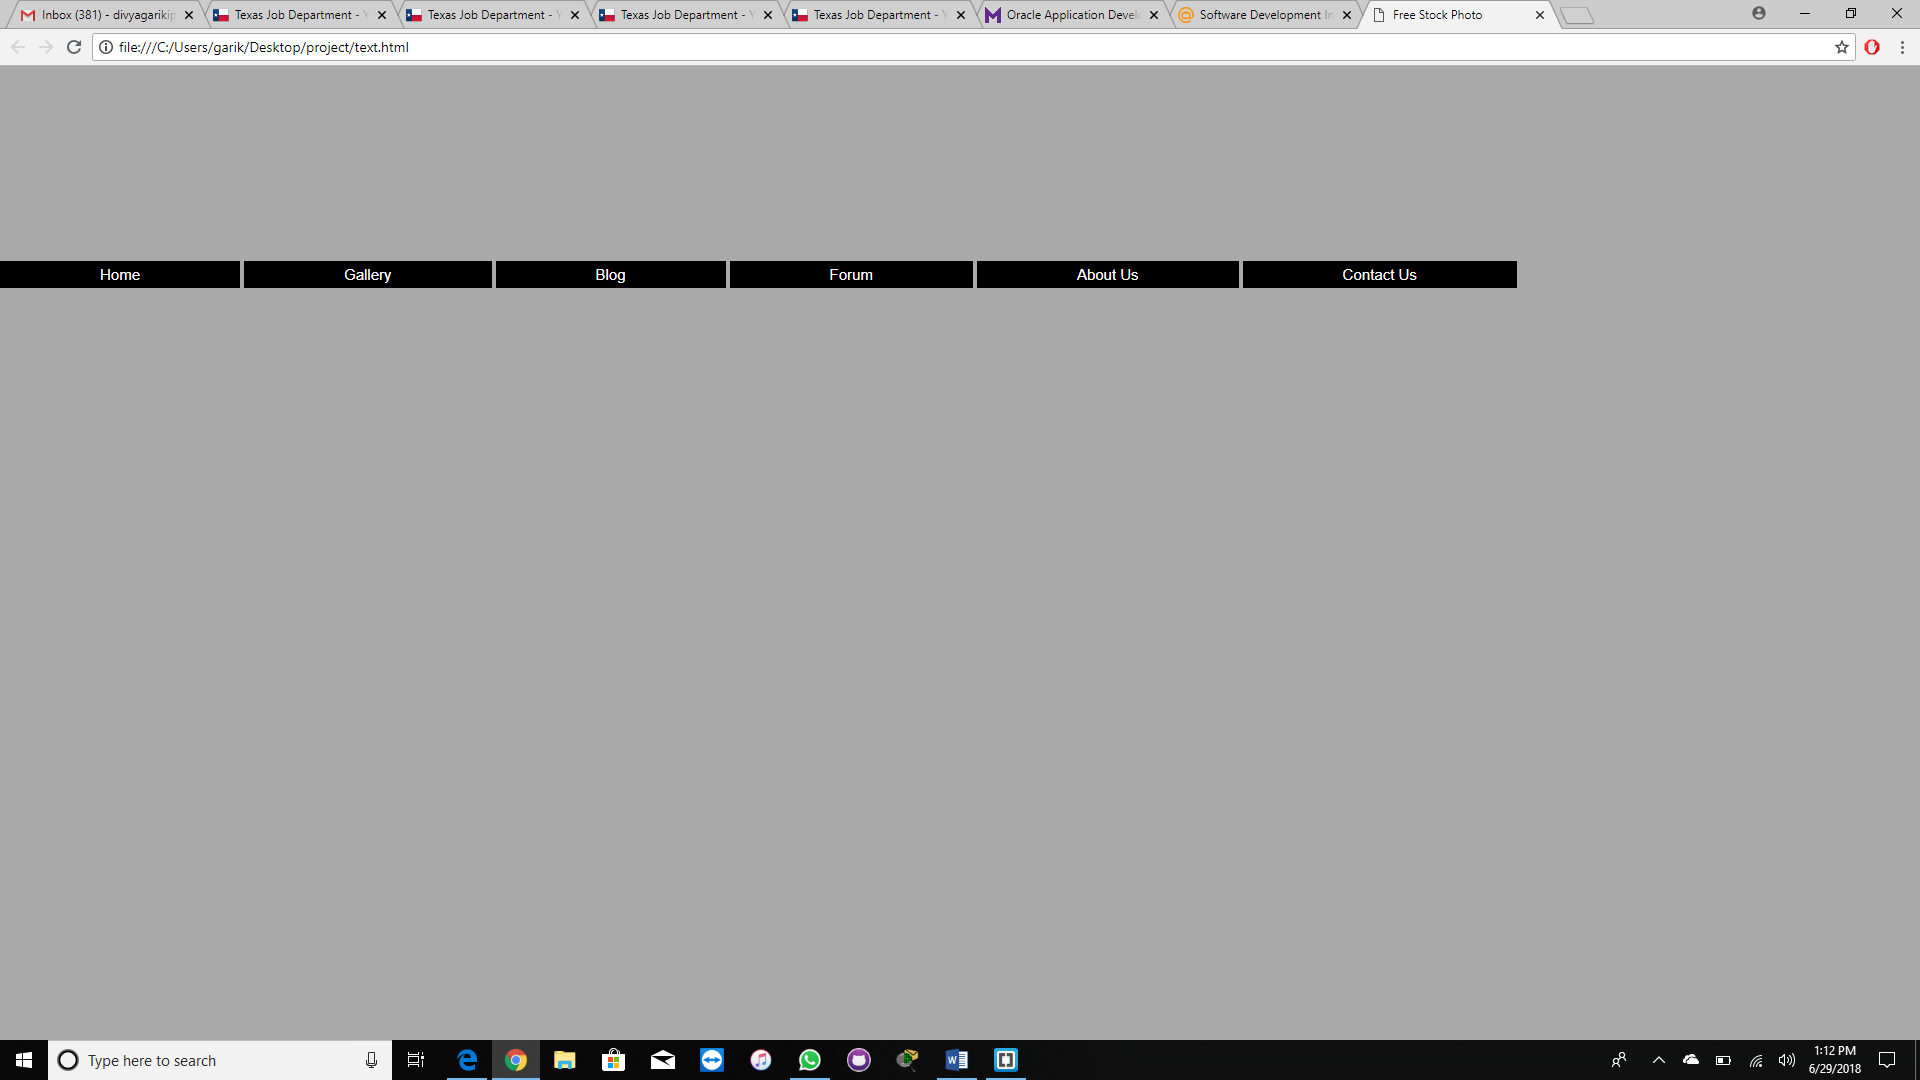 Inbox (381) - divyagarikip
Texas Job Department -
Texas Job Department -
Texas Job Department -
Texas Job Department -
Oracle Application Devel
Software Development In
Free Stock Photo
file:///C:/Users/garik/Desktop/project/text.html
Home Gallery Blog Forum About Us Contact Us
Type here to search
1:12 PM
6/29/2018